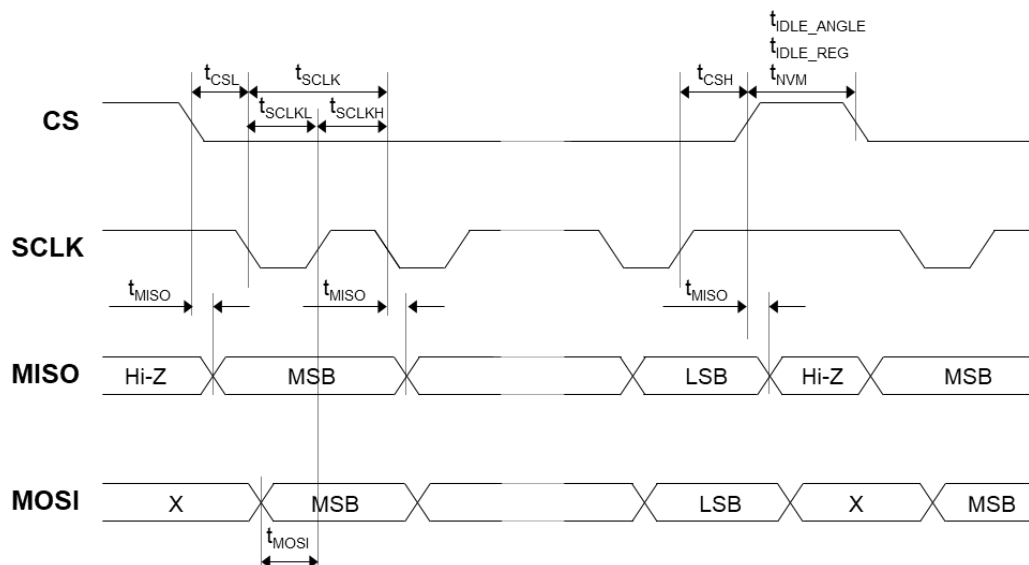 tIDLE_ANGLE
tIDLE_REG
tCSL tSCLK tCSH tNVM
tSCLKL tSCLKH
CS
SCLK
tMISO tMISO tMISO
MISO Hi-Z MSB LSB Hi-Z MSB
MOSI X MSB LSB X MSB
tMOSI